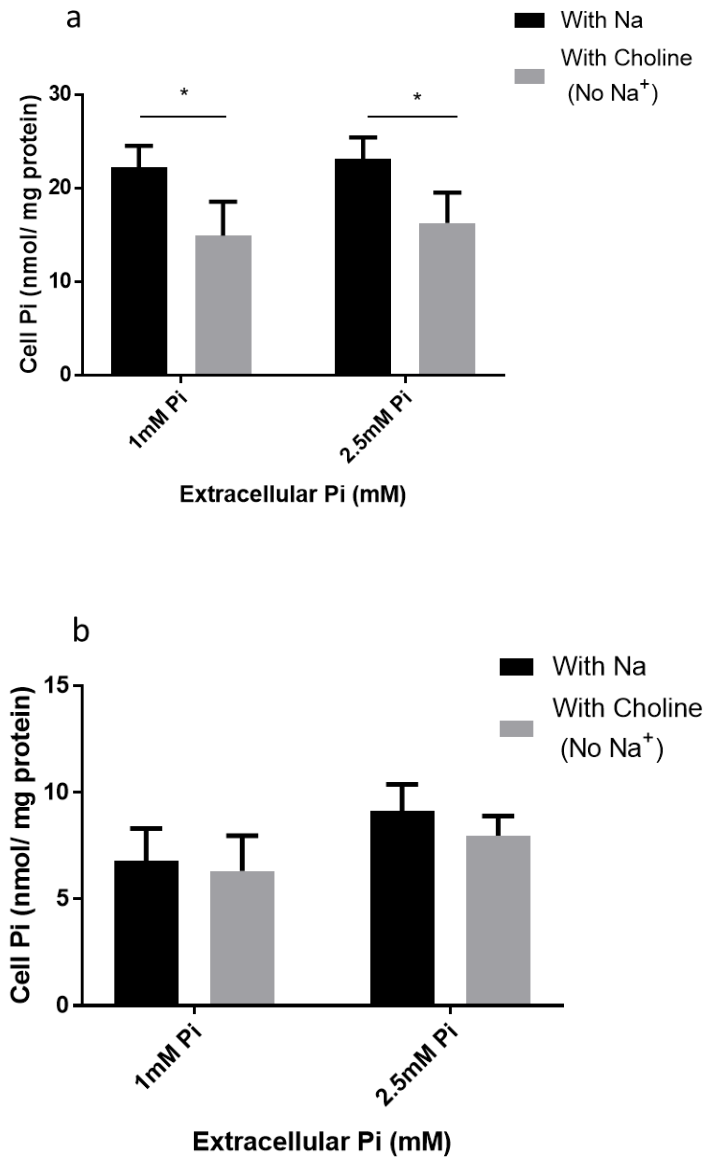 a
With Na
With Choline
(No Na⁺)
Cell Pi (nmol/ mg protein)
30
20
10
0
*
*
1mM Pi
2.5mM Pi
Extracellular Pi (mM)
b
With Na
With Choline
(No Na⁺)
Cell Pi (nmol/ mg protein)
15
10
5
0
1mM Pi
2.5mM Pi
Extracellular Pi (mM)